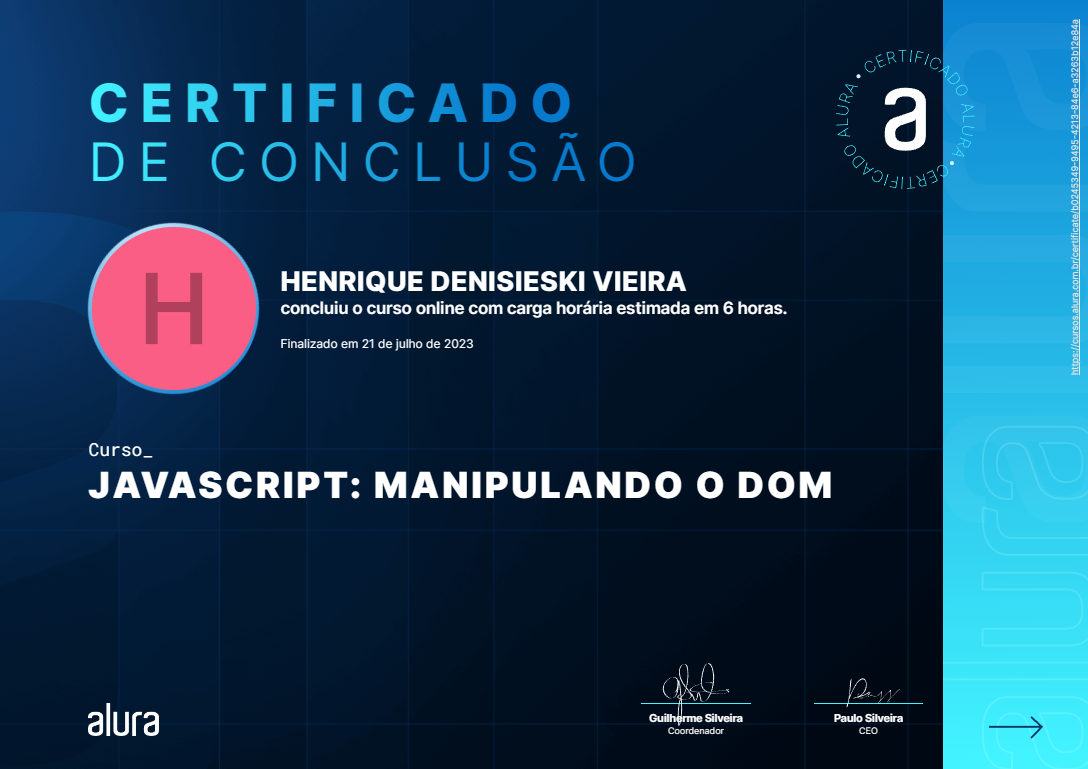 CERTIFICADO
DE CONCLUSÃO
CERTIFICADO ALURA • CERTIFICADO ALURA •
a
H
HENRIQUE DENISIESKI VIEIRA
concluiu o curso online com carga horária estimada em 6 horas.
Finalizado em 21 de julho de 2023
Curso_
JAVASCRIPT: MANIPULANDO O DOM
alura
Guilherme Silveira
Coordenador
Paulo Silveira
CEO
https://cursos.alura.com.br/certificate/b0245349-9495-4213-84e6-a3263b12e84a
alura